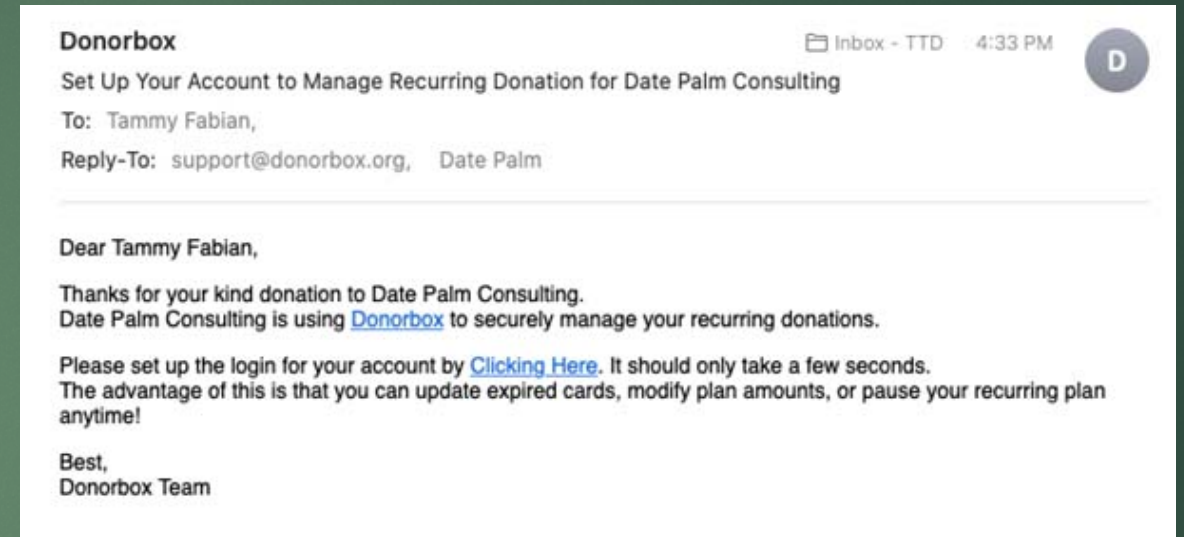 Donorbox
Inbox - TTD 4:33 PM
D
Set Up Your Account to Manage Recurring Donation for Date Palm Consulting
To: Tammy Fabian,
Reply-To: support@donorbox.org, Date Palm
Dear Tammy Fabian,
Thanks for your kind donation to Date Palm Consulting.
Date Palm Consulting is using Donorbox to securely manage your recurring donations.
Please set up the login for your account by Clicking Here. It should only take a few seconds.
The advantage of this is that you can update expired cards, modify plan amounts, or pause your recurring plan
anytime!
Best,
Donorbox Team